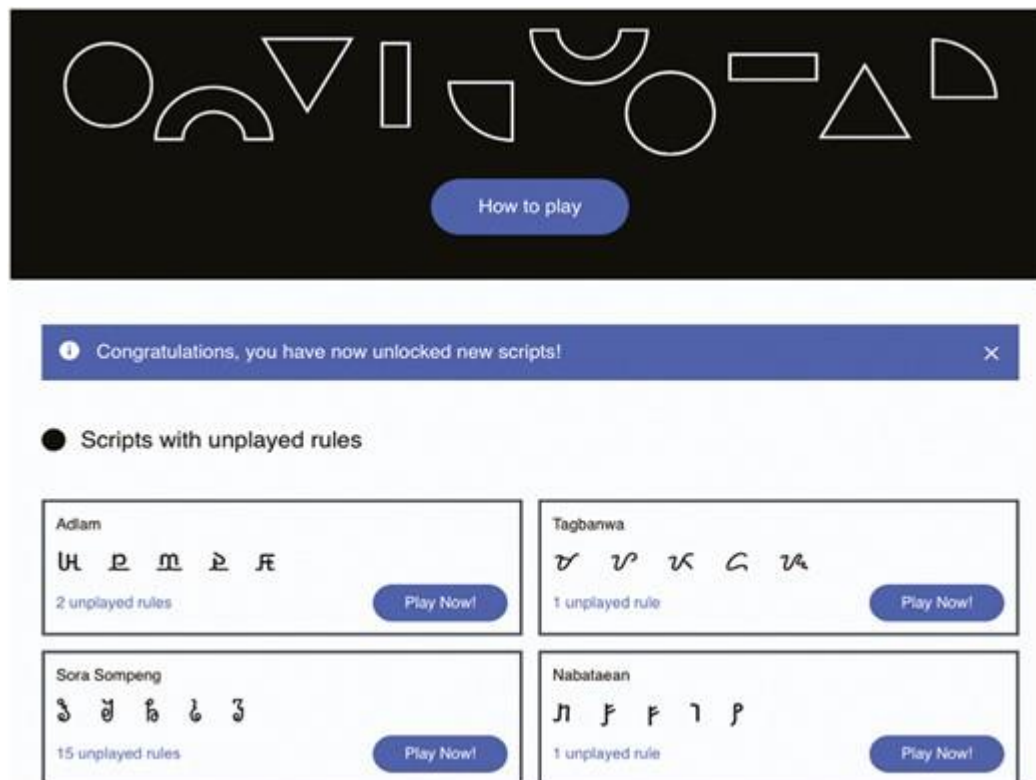 How to play
Congratulations, you have now unlocked new scripts!
Scripts with unplayed rules
Adlam
2 unplayed rules
Play Now!
Tagbanwa
1 unplayed rule
Play Now!
Sora Sompeng
15 unplayed rules
Play Now!
Nabataean
1 unplayed rule
Play Now!